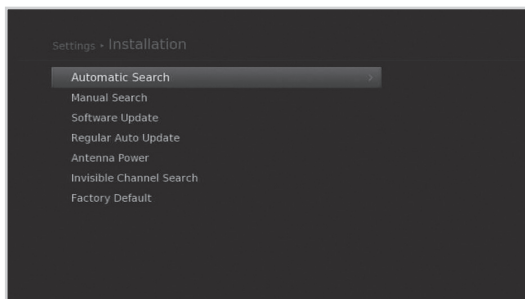 Settings • Installation
Automatic Search
Manual Search
Software Update
Regular Auto Update
Antenna Power
Invisible Channel Search
Factory Default